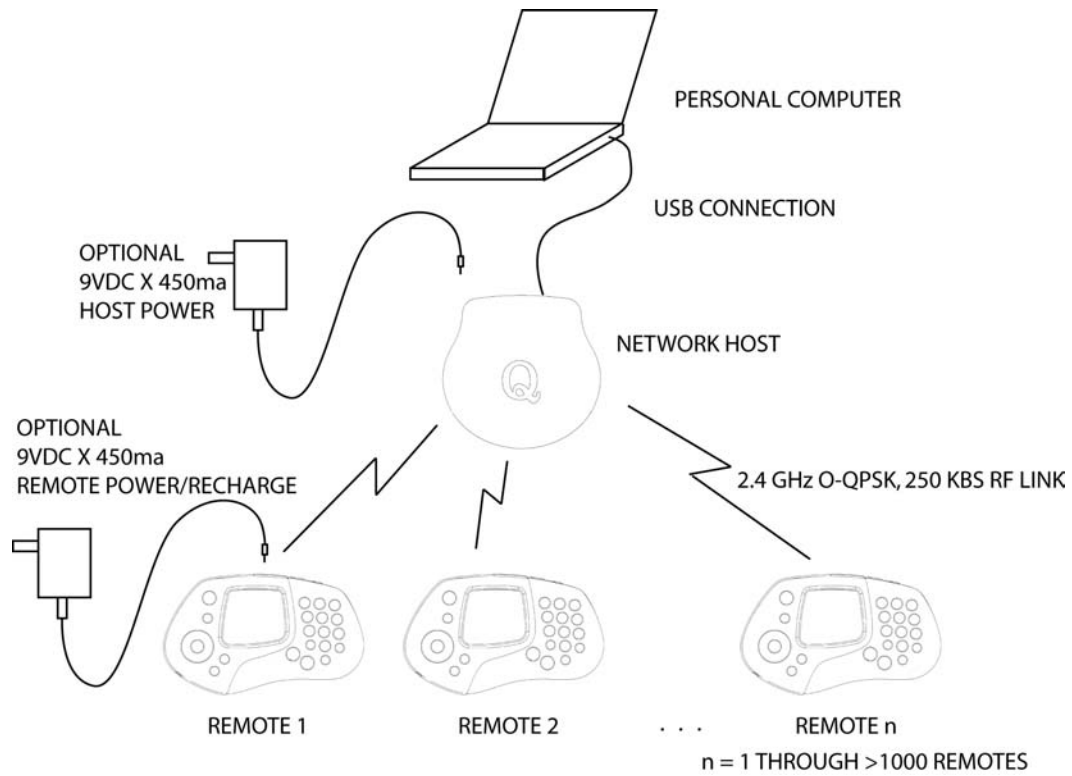 PERSONAL COMPUTER
USB CONNECTION
OPTIONAL
9VDC X 450ma
HOST POWER
NETWORK HOST
Q
OPTIONAL
9VDC X 450ma
REMOTE POWER/RECHARGE
2.4 GHz O-QPSK, 250 KBS RF LINK
REMOTE 1
REMOTE 2
. . .
REMOTE n
n = 1 THROUGH >1000 REMOTES